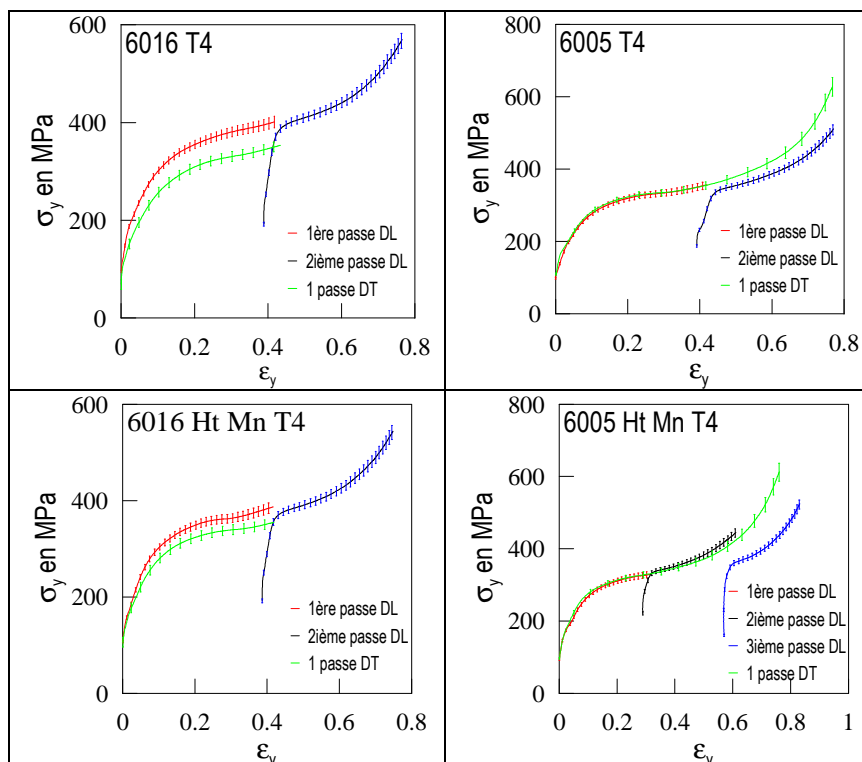 6016 T4
600
400
200
0
σy en MPa
1ère passe DL
2ième passe DL
1 passe DT
0 0.2 0.4 0.6 0.8
εy
6005 T4
800
600
400
200
0
σy en MPa
1ère passe DL
2ième passe DL
1 passe DT
0 0.2 0.4 0.6 0.8
εy
6016 Ht Mn T4
600
400
200
0
σy en MPa
1ère passe DL
2ième passe DL
1 passe DT
0 0.2 0.4 0.6 0.8
εy
6005 Ht Mn T4
800
600
400
200
0
σy en MPa
1ère passe DL
2ième passe DL
3ième passe DL
1 passe DT
0 0.2 0.4 0.6 0.8 1
εy